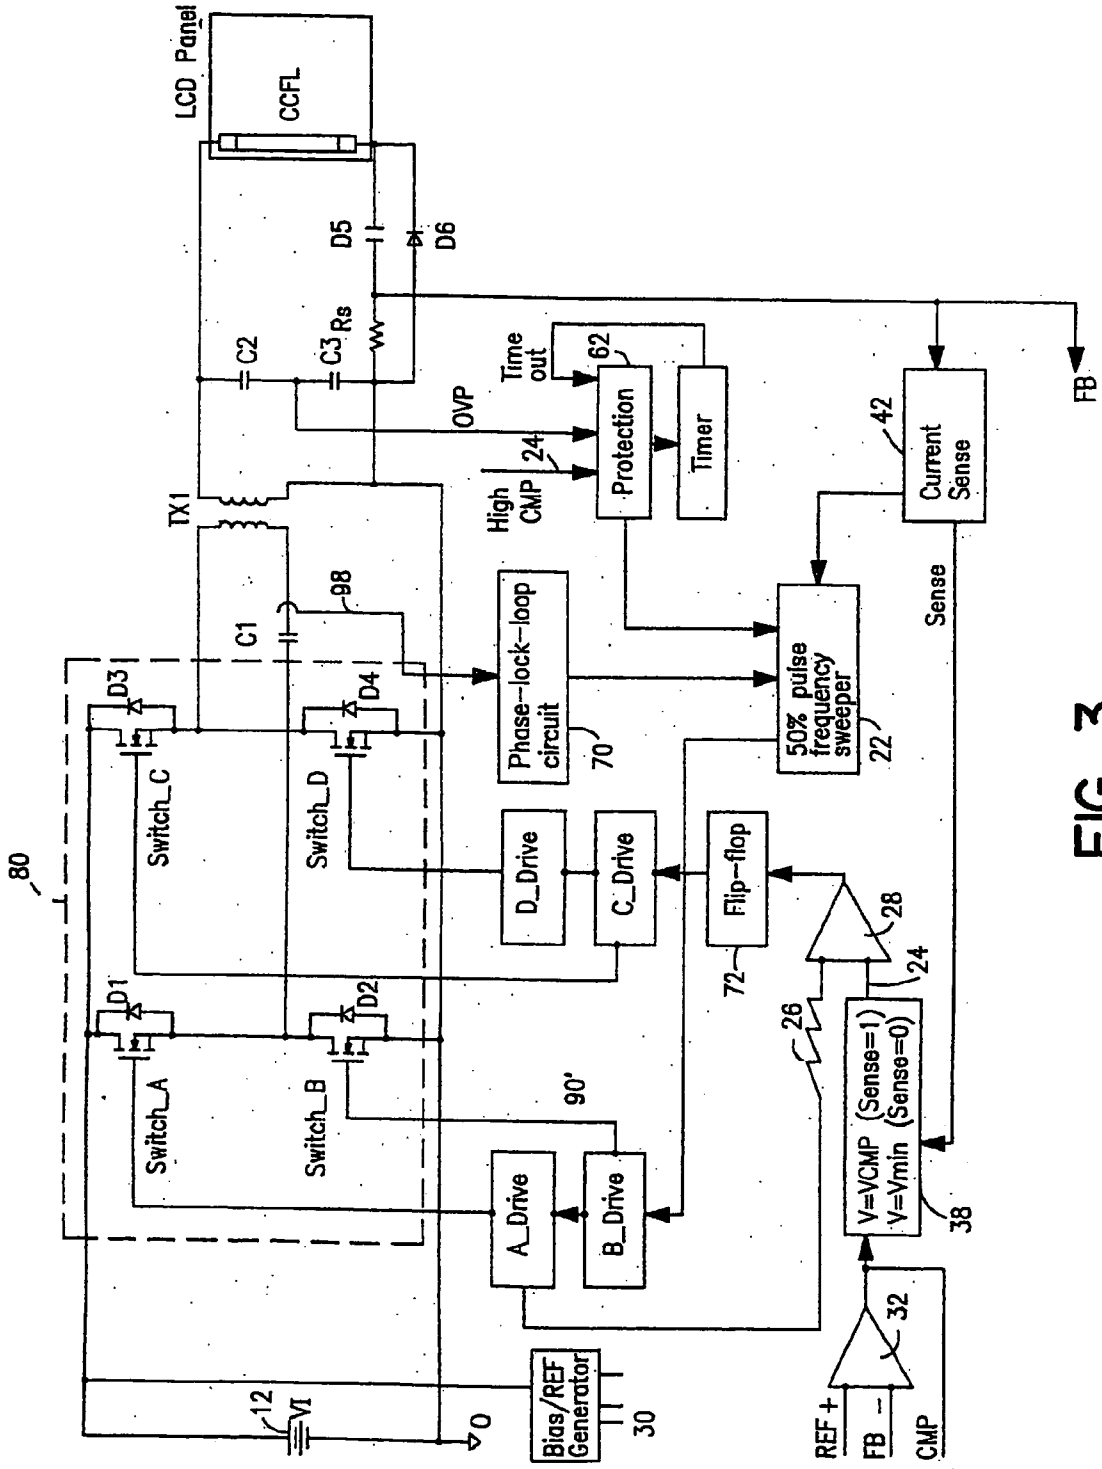 80
LCD Panel
CCFL
TX1
C2
C3
Rs
D5
D6
C1
98
D3
D4
Switch_C
Switch_D
D1
D2
Switch_A
Switch_B
90'
12
VI
0
OVP
High
CMP
24
Time
out
62
Protection
Timer
42
Current
Sense
FB
Sense
Phase-lock-loop
circuit
70
50% pulse
frequency
sweeper
22
D_Drive
C_Drive
Flip-flop
72
28
24
26
A_Drive
B_Drive
V=VCMP (Sense=1)
V=Vmin (Sense=0)
38
32
Bias/REF
Generator
30
REF +
FB -
CMP
FIG. 3